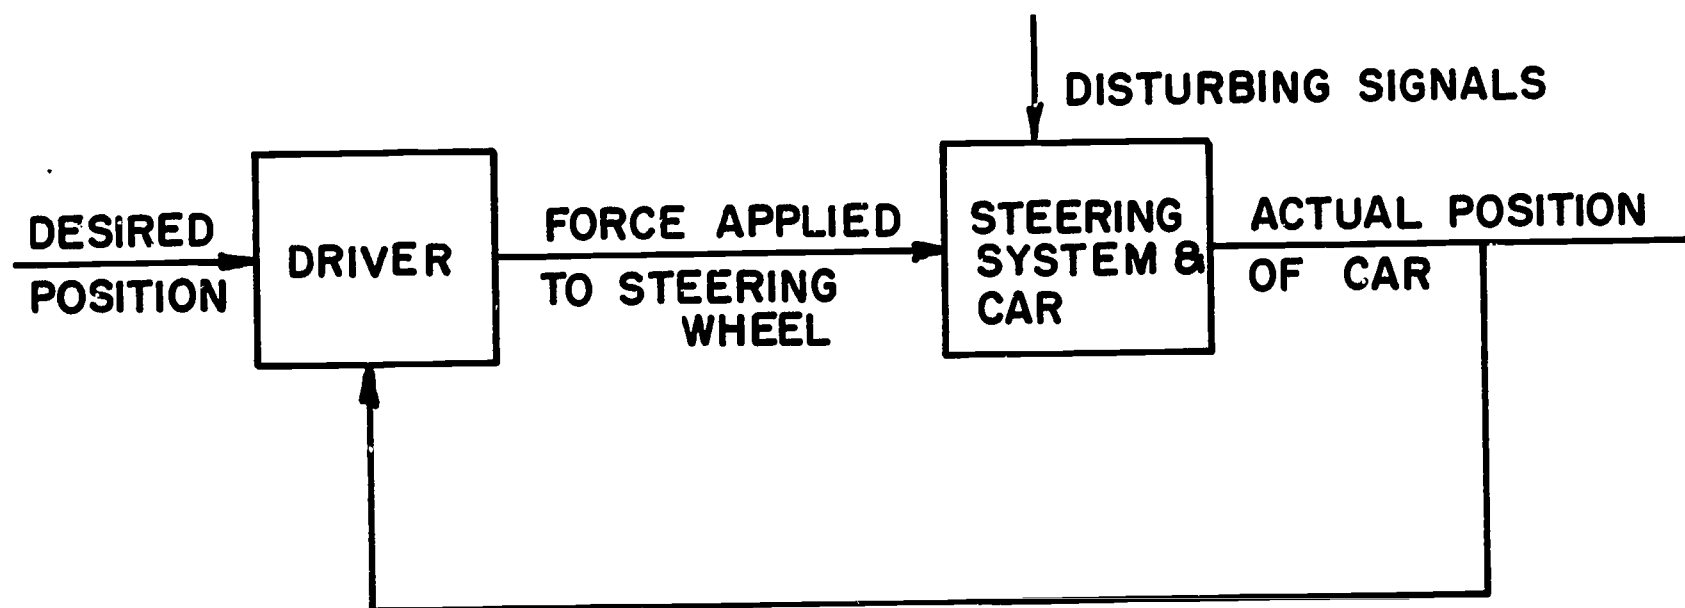 DISTURBING SIGNALS
DESIRED
POSITION
DRIVER
FORCE APPLIED
TO STEERING
WHEEL
STEERING
SYSTEM &
CAR
ACTUAL POSITION
OF CAR